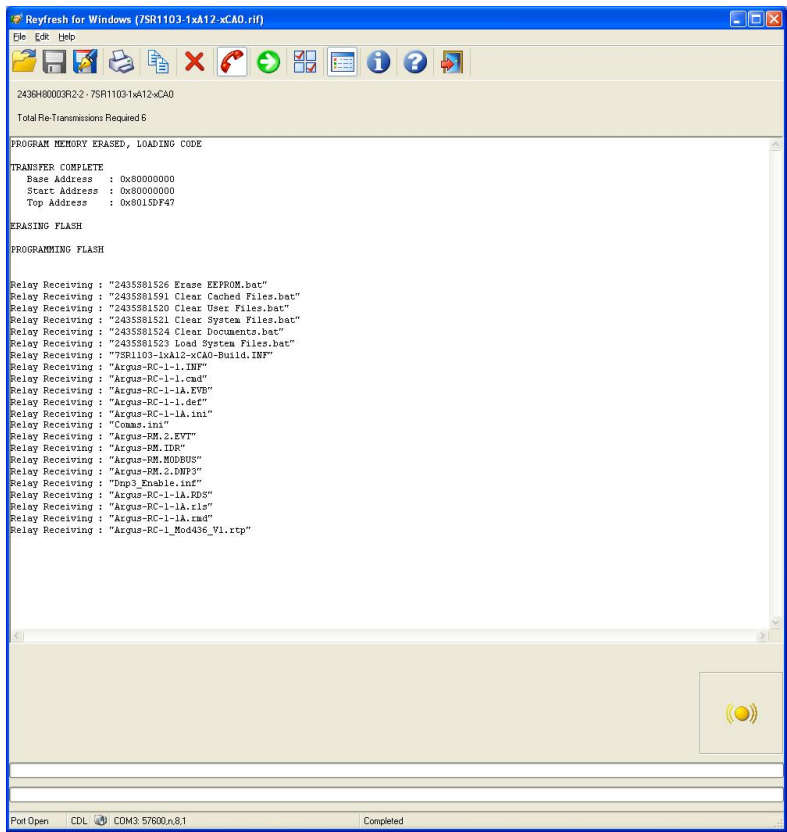 Reyfresh for Windows (7SR1103-1xA12-xCA0.rif)
File Edit Help
2436H80003R2-2 - 7SR1103-1xA12-xCA0
Total Re-Transmissions Required 6
PROGRAM MEMORY ERASED, LOADING CODE
TRANSFER COMPLETE
Base Address : 0x80000000
Start Address : 0x80000000
Top Address : 0x8015DF47
ERASING FLASH
PROGRAMMING FLASH
Relay Receiving : "2435S81526 Erase EEPROM.bat"
Relay Receiving : "2435S81591 Clear Cached Files.bat"
Relay Receiving : "2435S81520 Clear User Files.bat"
Relay Receiving : "2435S81521 Clear System Files.bat"
Relay Receiving : "2435S81524 Clear Documents.bat"
Relay Receiving : "2435S81523 Load System Files.bat"
Relay Receiving : "7SR1103-1xA12-xCA0-Build.INF"
Relay Receiving : "Argus-RC-1-1.INF"
Relay Receiving : "Argus-RC-1-1.cmd"
Relay Receiving : "Argus-RC-1-1A.EVB"
Relay Receiving : "Argus-RC-1-1.def"
Relay Receiving : "Argus-RC-1-1A.ini"
Relay Receiving : "Comms.ini"
Relay Receiving : "Argus-RM.2.EVT"
Relay Receiving : "Argus-RM.IDR"
Relay Receiving : "Argus-RM.MODBUS"
Relay Receiving : "Argus-RM.2.DNP3"
Relay Receiving : "Dnp3_Enable.inf"
Relay Receiving : "Argus-RC-1-1A.RDS"
Relay Receiving : "Argus-RC-1-1A.rls"
Relay Receiving : "Argus-RC-1-1A.rmd"
Relay Receiving : "Argus-RC-1_Mod436_V1.rtp"
Port Open CDL COM3: 57600,n,8,1 Completed